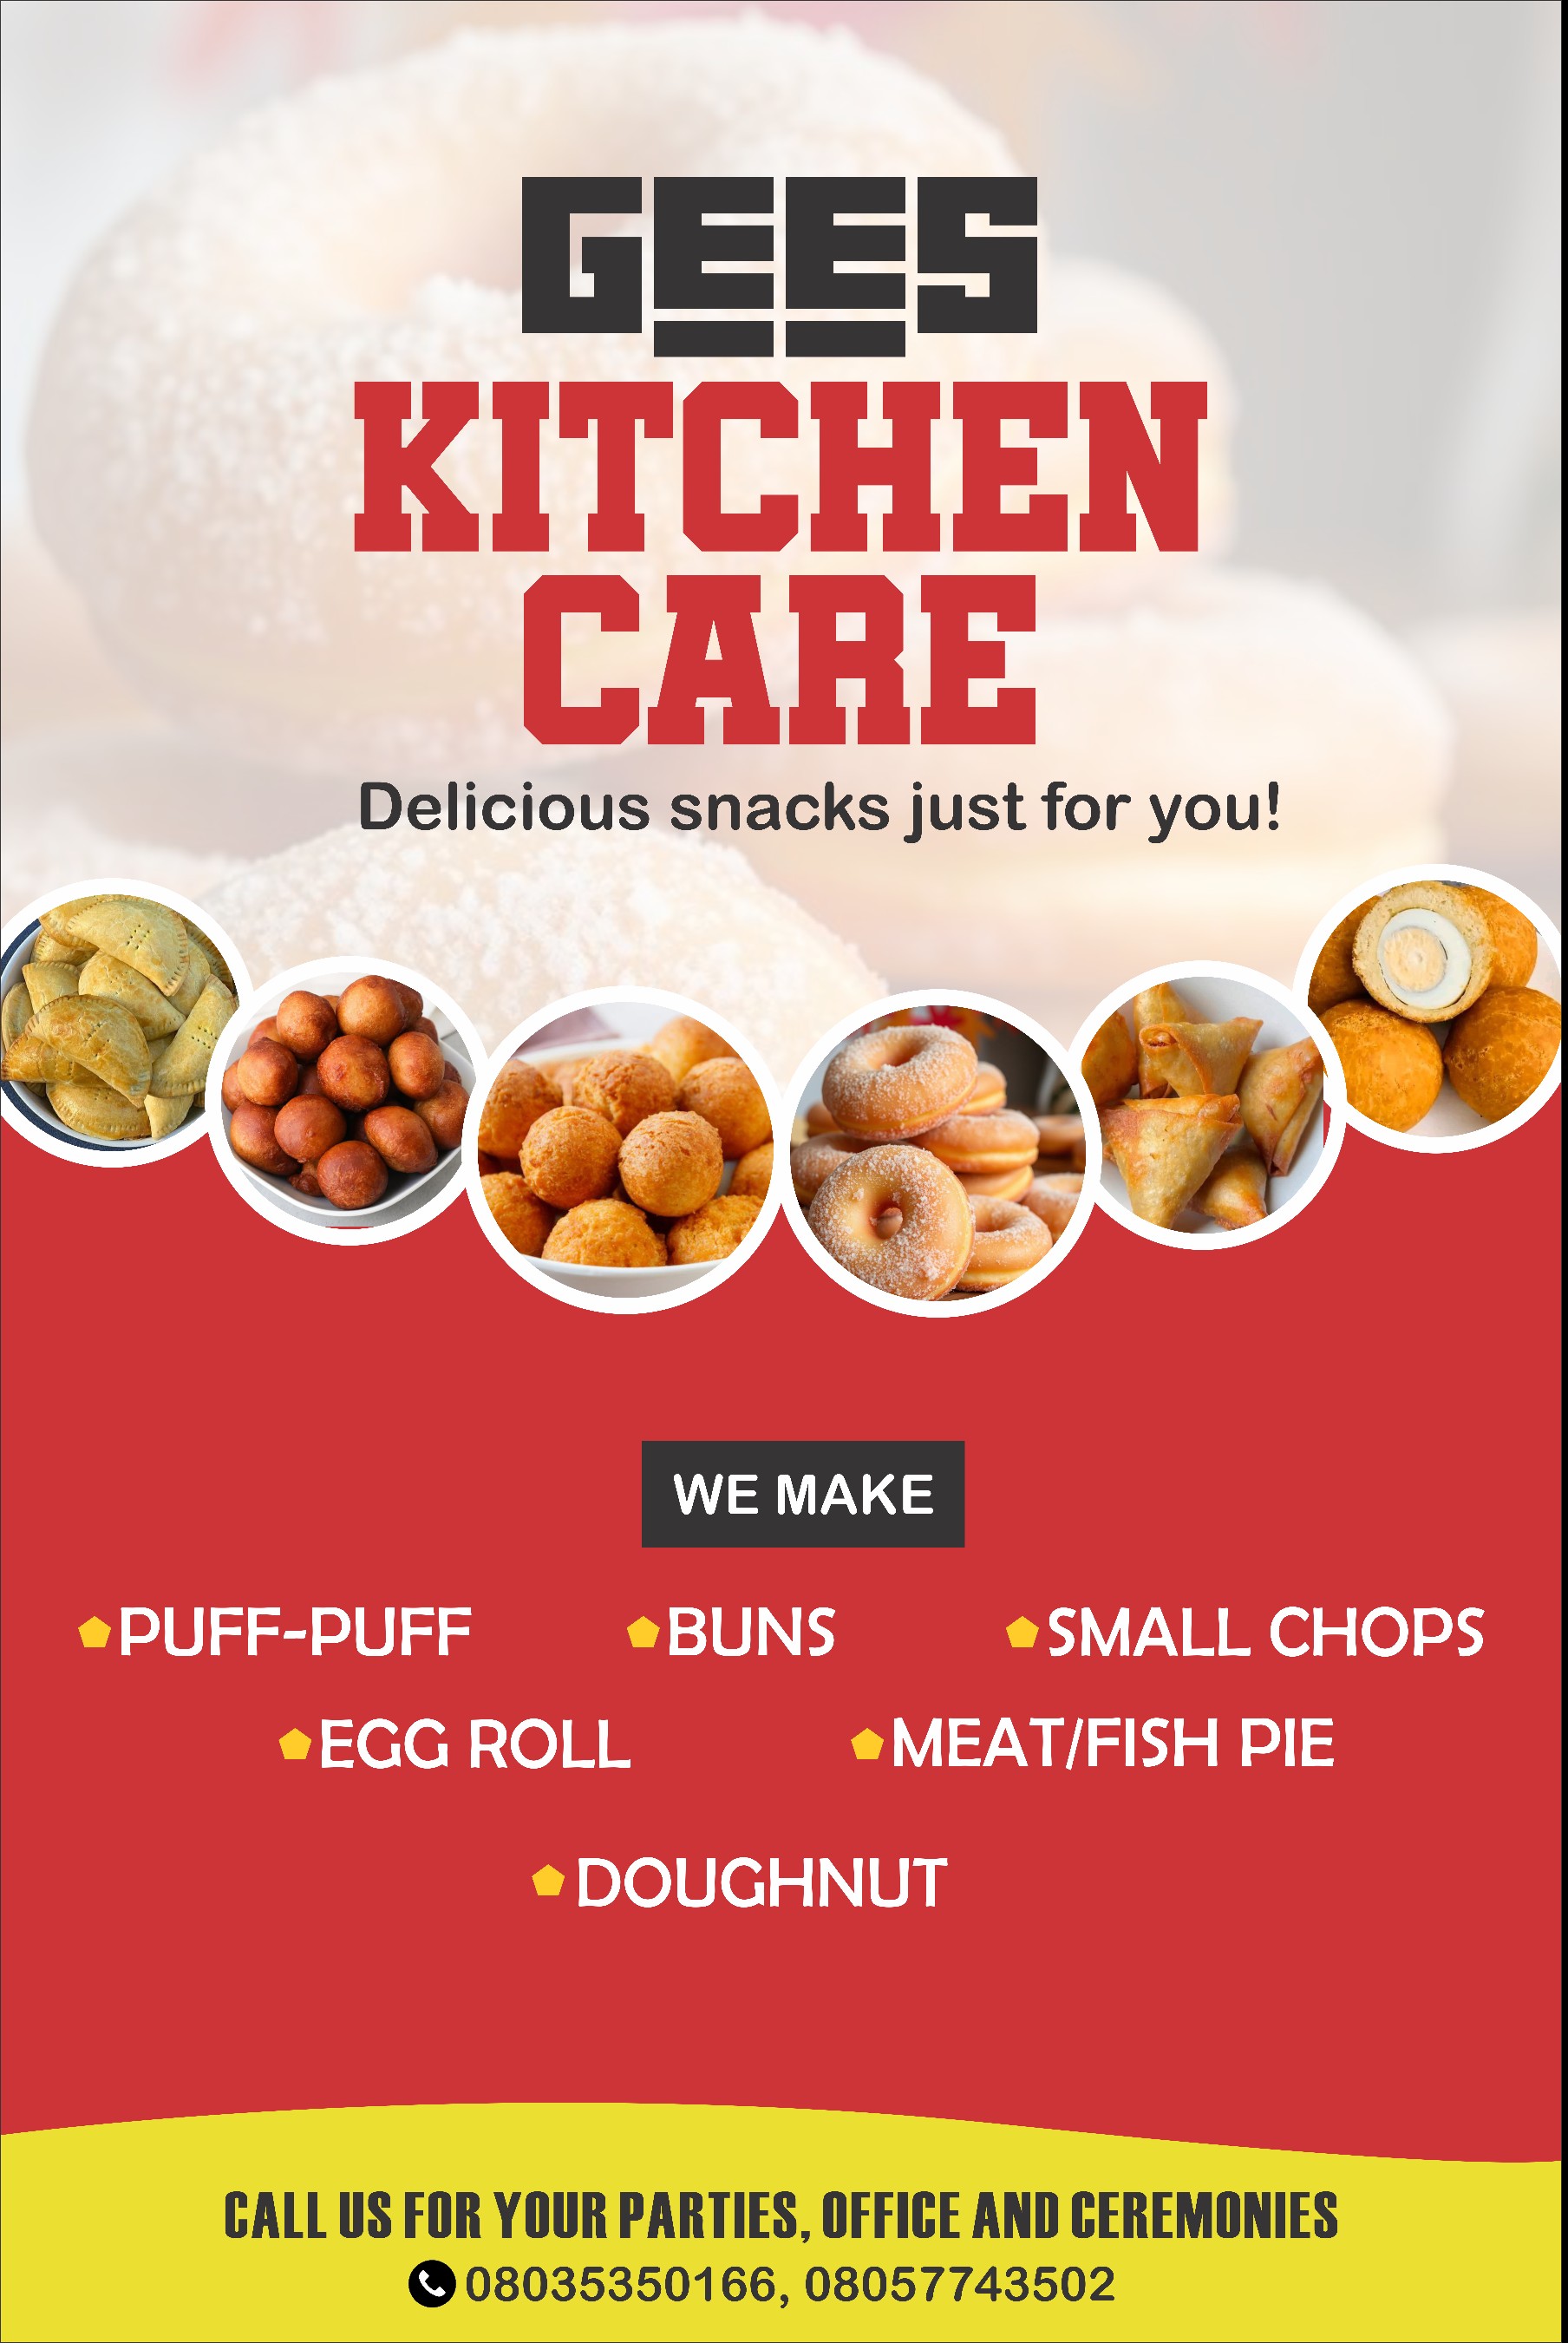 GEES
KITCHEN
CARE
Delicious snacks just for you!
WE MAKE
PUFF-PUFF
BUNS
SMALL CHOPS
EGG ROLL
MEAT/FISH PIE
DOUGHNUT
CALL US FOR YOUR PARTIES, OFFICE AND CEREMONIES
08035350166, 08057743502